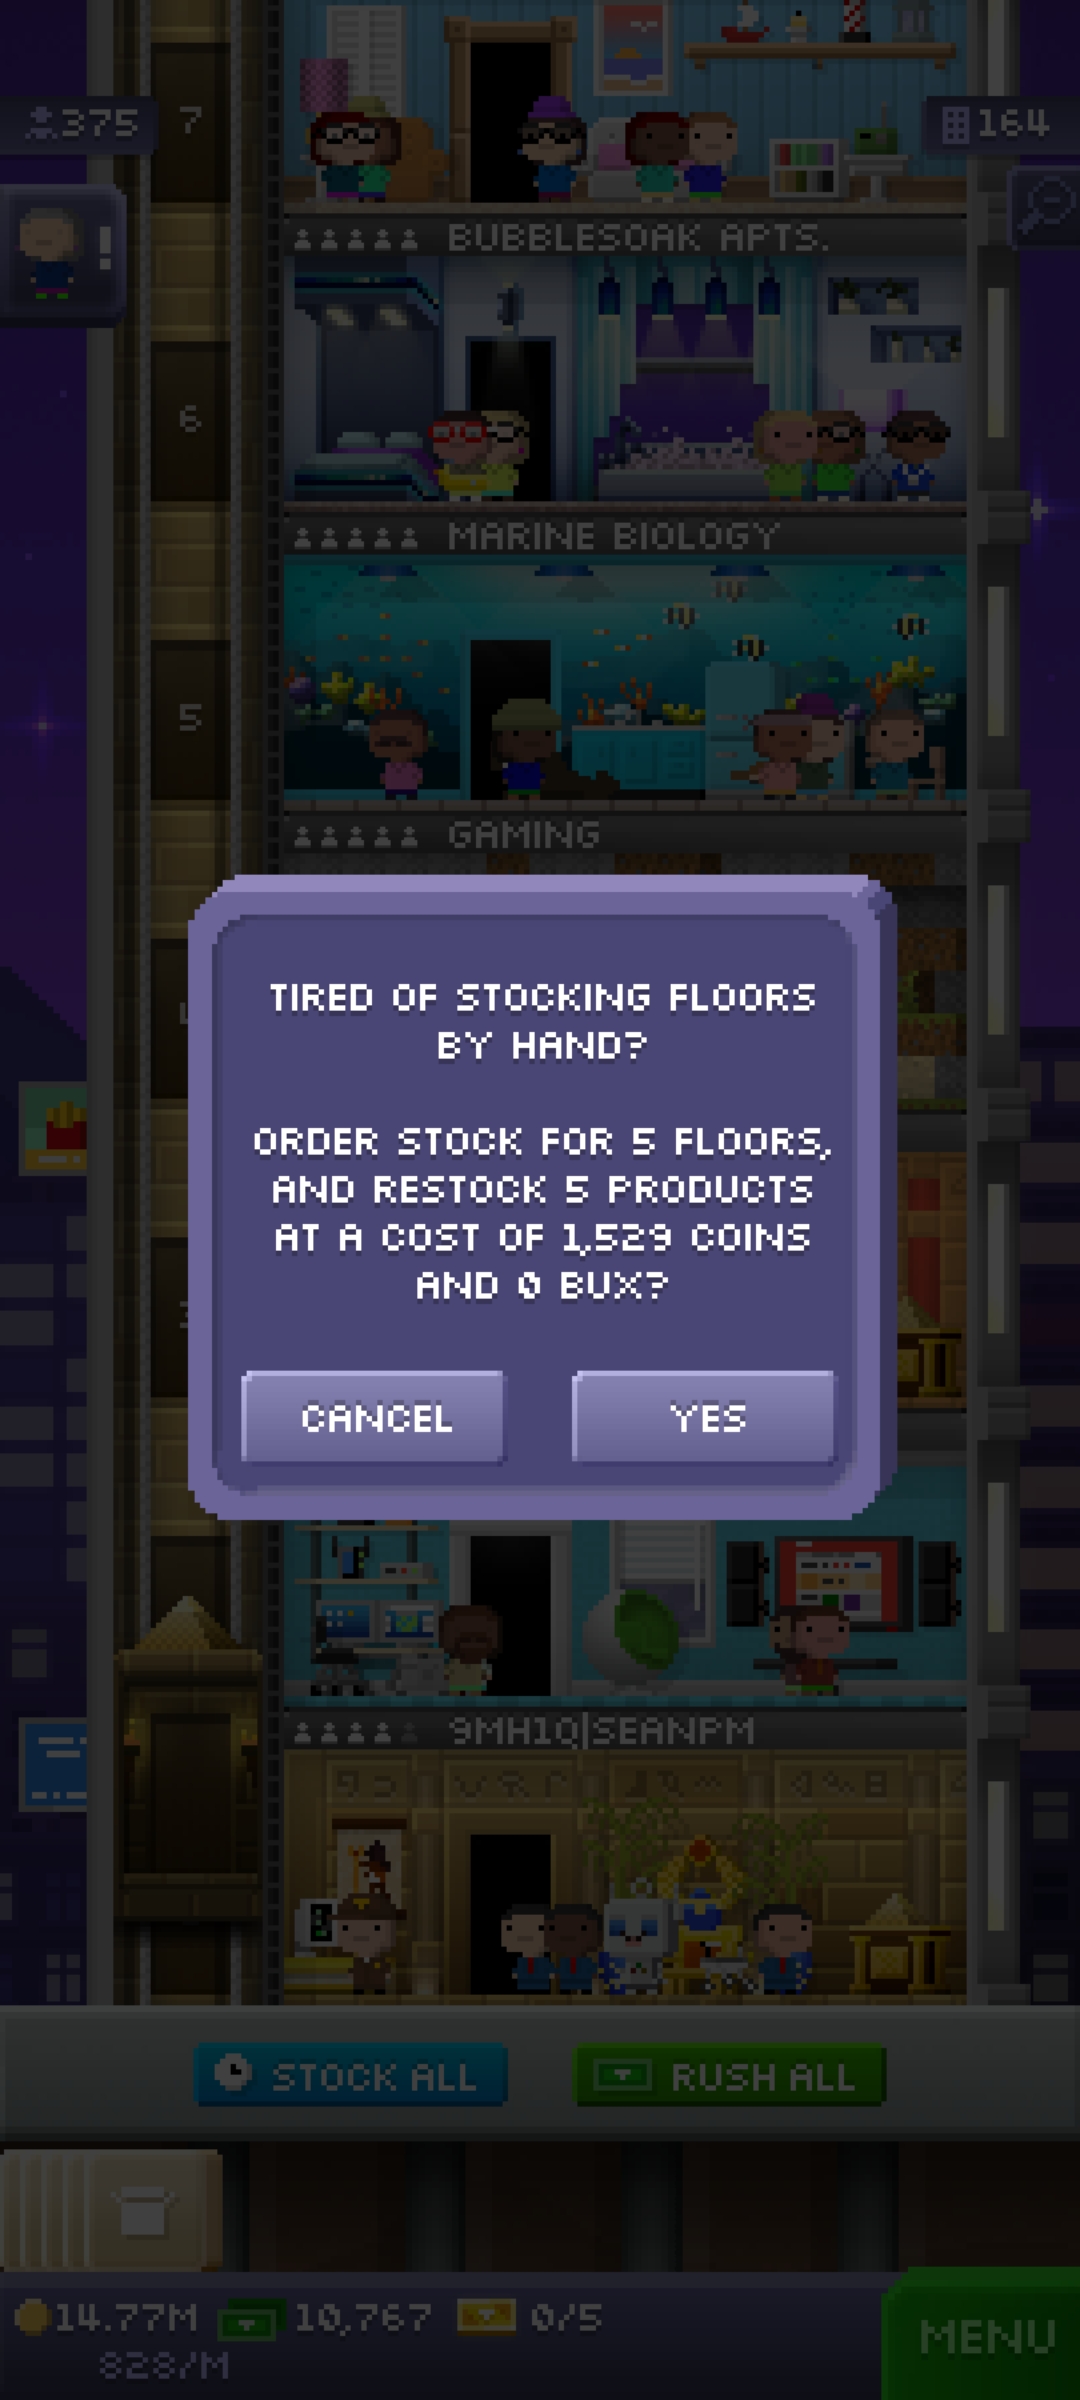 375
7
164
BUBBLESOAK APTS.
!
6
MARINE BIOLOGY
5
GAMING
TIRED OF STOCKING FLOORS
BY HAND?
ORDER STOCK FOR 5 FLOORS,
AND RESTOCK 5 PRODUCTS
AT A COST OF 1,529 COINS
AND 0 BUX?
CANCEL
YES
9MH1Q|SEANPM
STOCK ALL
RUSH ALL
14.77M
10,767
0/5
828/M
MENU